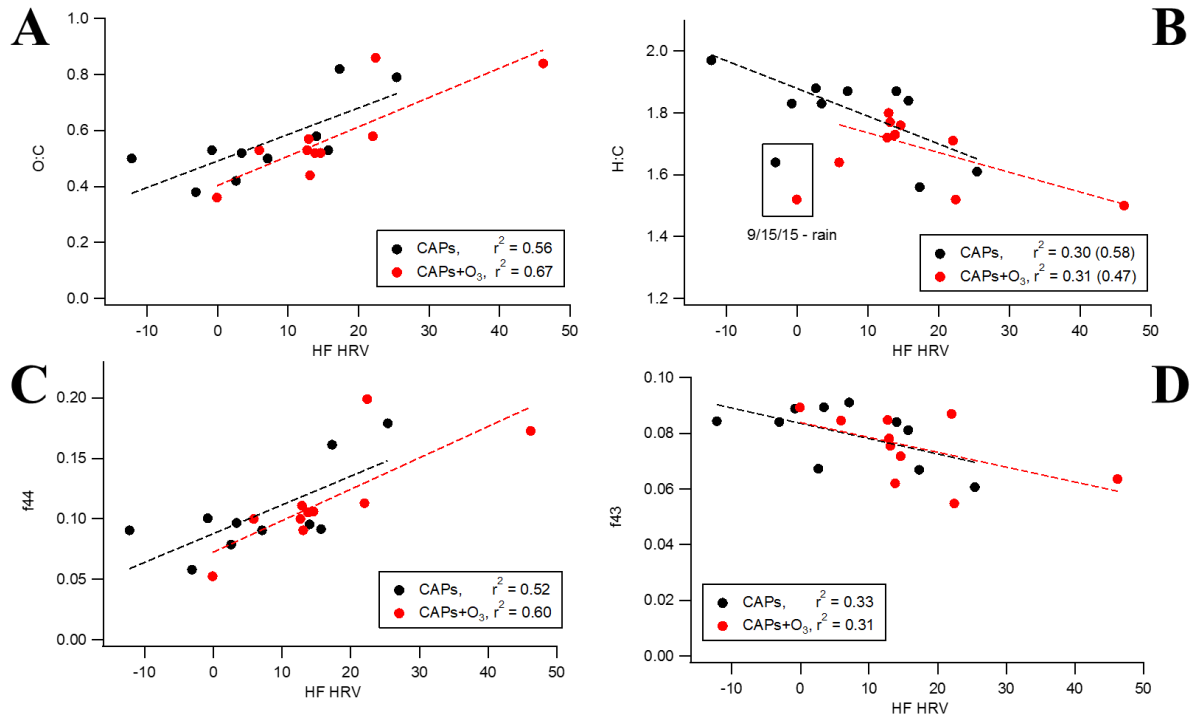 A
O:C
1.0
0.8
0.6
0.4
0.2
0.0
CAPs, r² = 0.56
CAPs+O₃, r² = 0.67
-10 0 10 20 30 40 50
HF HRV
B
H:C
2.0
1.8
1.6
1.4
1.2
9/15/15 - rain
CAPs, r² = 0.30 (0.58)
CAPs+O₃, r² = 0.31 (0.47)
-10 0 10 20 30 40 50
HF HRV
C
f44
0.20
0.15
0.10
0.05
0.00
CAPs, r² = 0.52
CAPs+O₃, r² = 0.60
-10 0 10 20 30 40 50
HF HRV
D
f43
0.10
0.08
0.06
0.04
0.02
0.00
CAPs, r² = 0.33
CAPs+O₃, r² = 0.31
-10 0 10 20 30 40 50
HF HRV